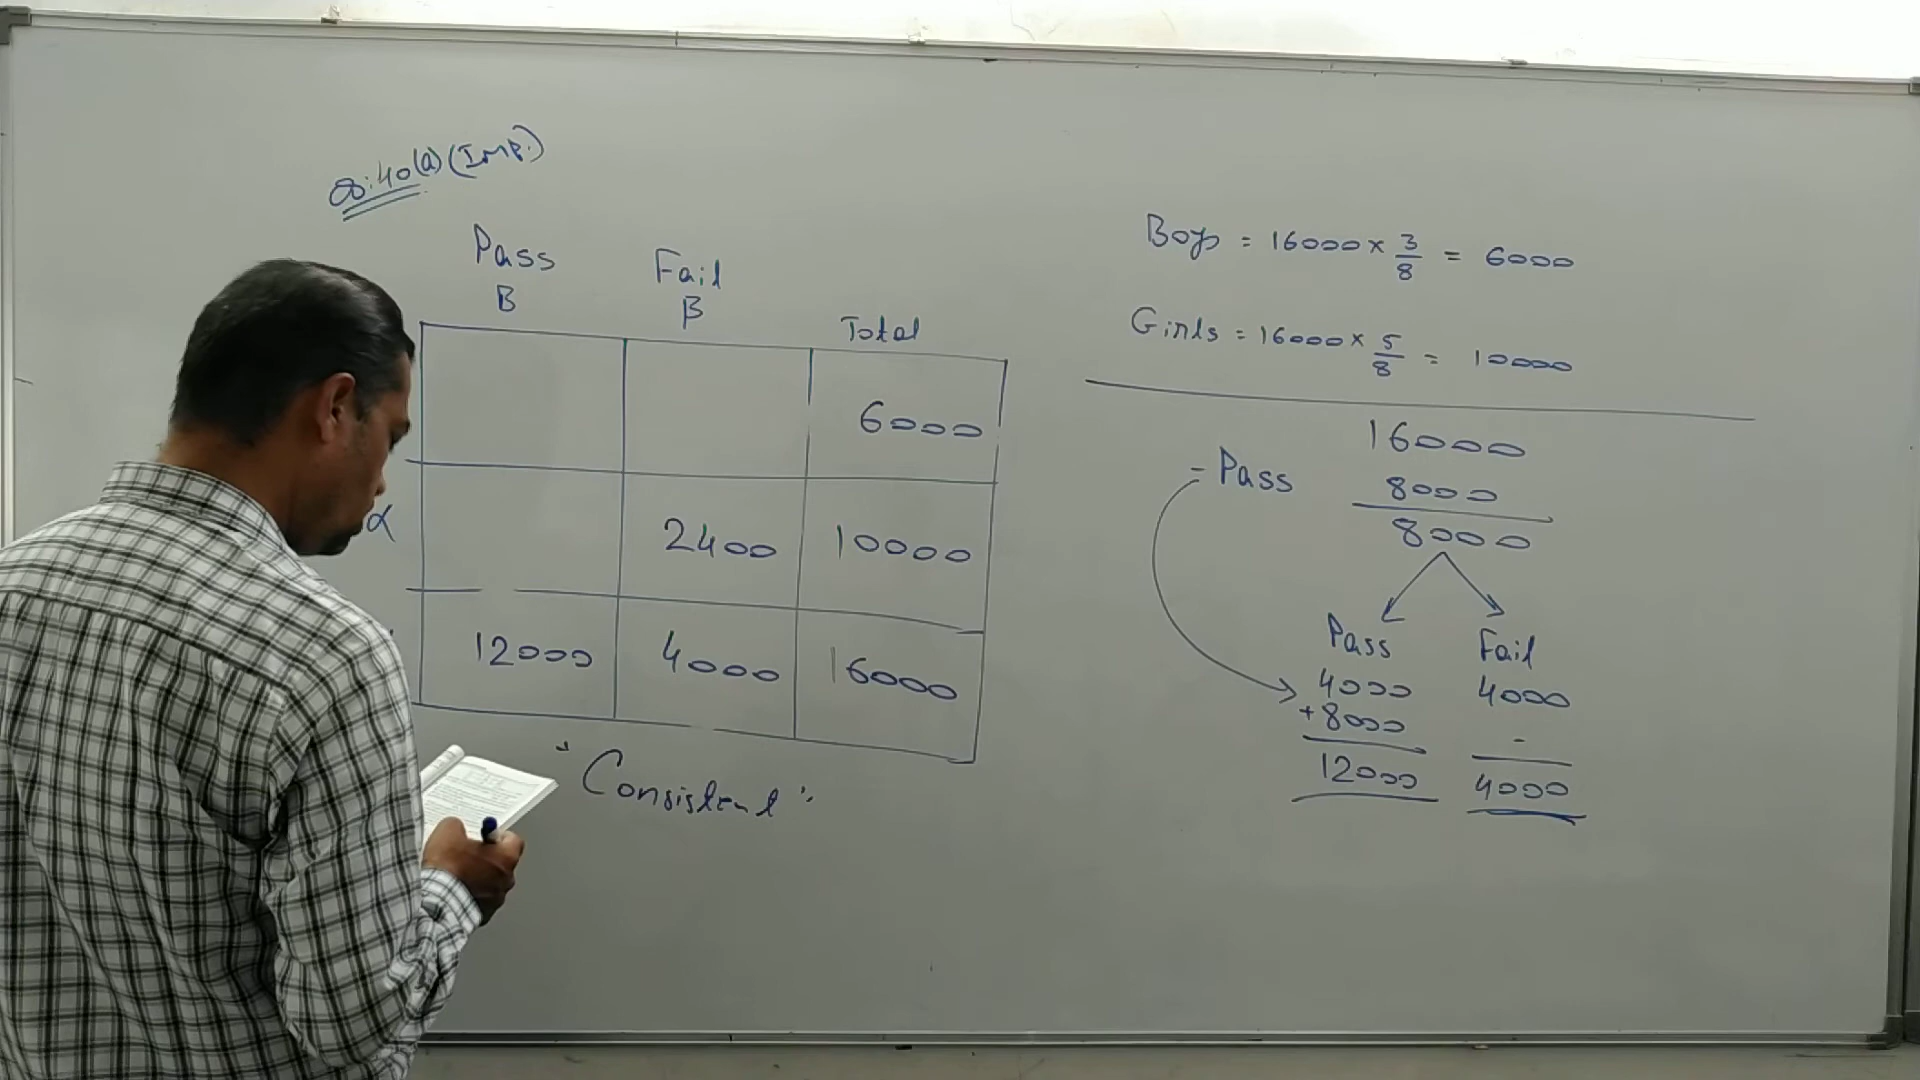 Q:40(a) (Imp.)
Pass Fail
B β Total
6000
α 2400 10000
12000 4000 16000
"Consistent"
Boys = 16000 × 3/8 = 6000
Girls = 16000 × 5/8 = 10000
16000
- Pass 8000
8000
Pass Fail
4000 4000
+8000 -
12000 4000